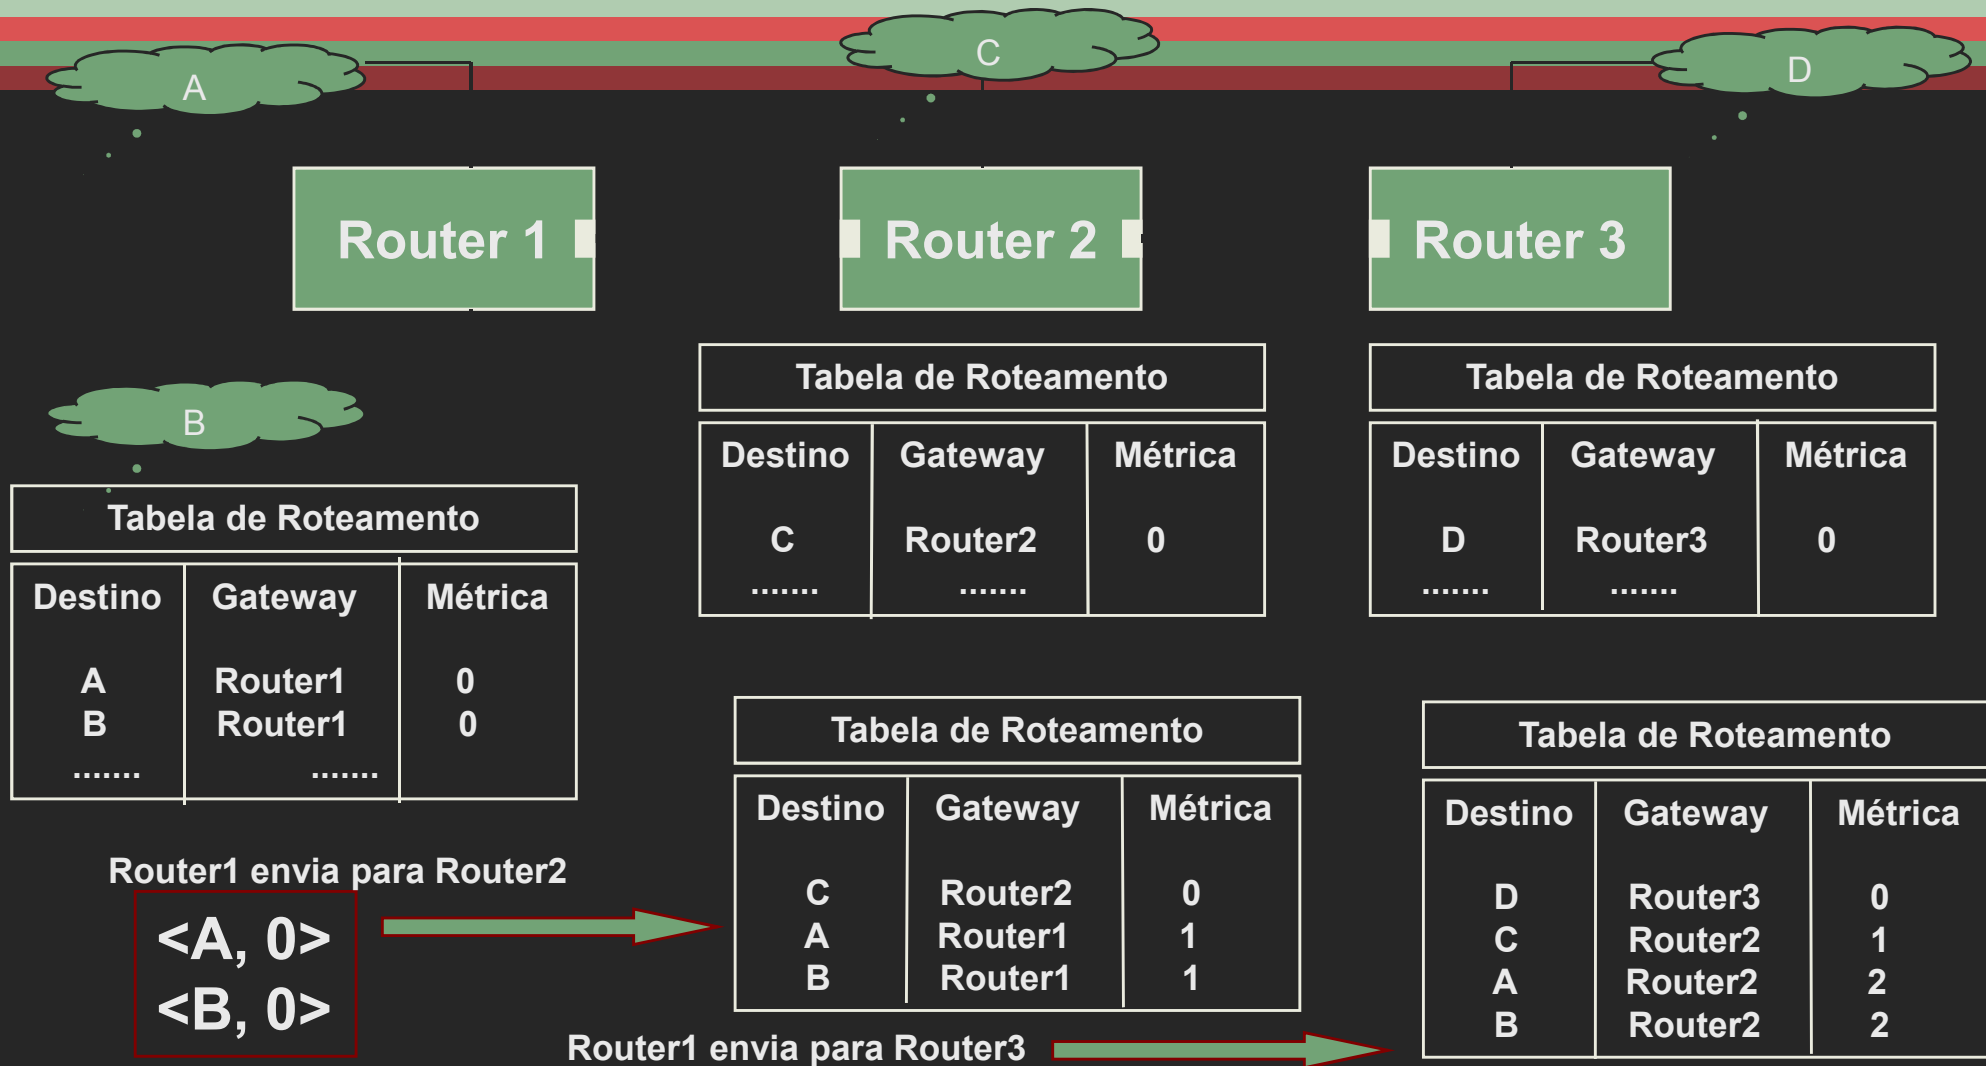 A
C
D
Router 1
Router 2
Router 3
B
Tabela de Roteamento
Destino Gateway Métrica
A Router1 0
B Router1 0
....... .......
Tabela de Roteamento
Destino Gateway Métrica
C Router2 0
....... .......
Tabela de Roteamento
Destino Gateway Métrica
D Router3 0
....... .......
Router1 envia para Router2
<A, 0>
<B, 0>
Tabela de Roteamento
Destino Gateway Métrica
C Router2 0
A Router1 1
B Router1 1
Router1 envia para Router3
Tabela de Roteamento
Destino Gateway Métrica
D Router3 0
C Router2 1
A Router2 2
B Router2 2